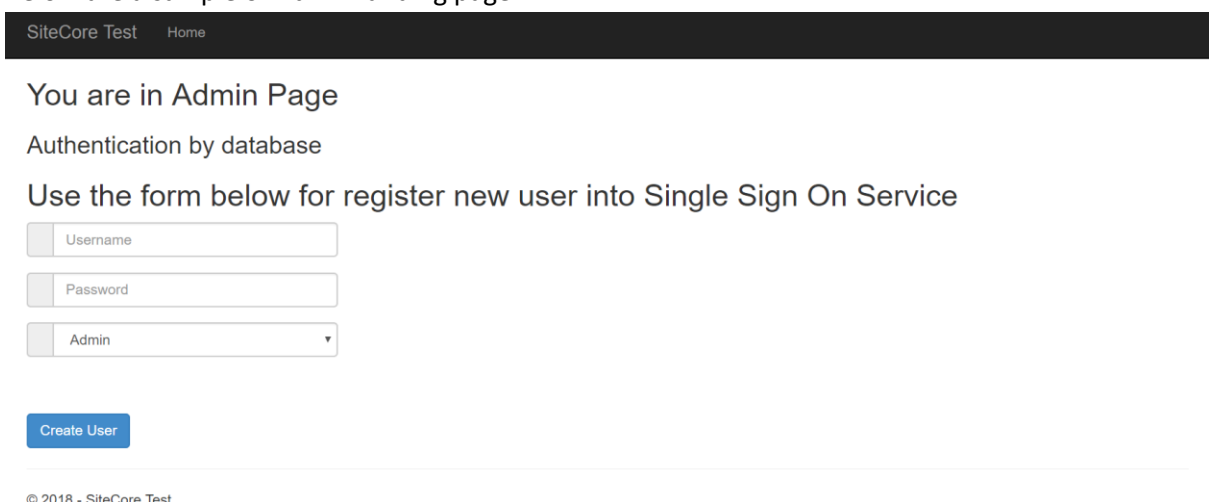 SiteCore Test Home
You are in Admin Page
Authentication by database
Use the form below for register new user into Single Sign On Service
Username
Password
Admin
Create User
© 2018 - SiteCore Test